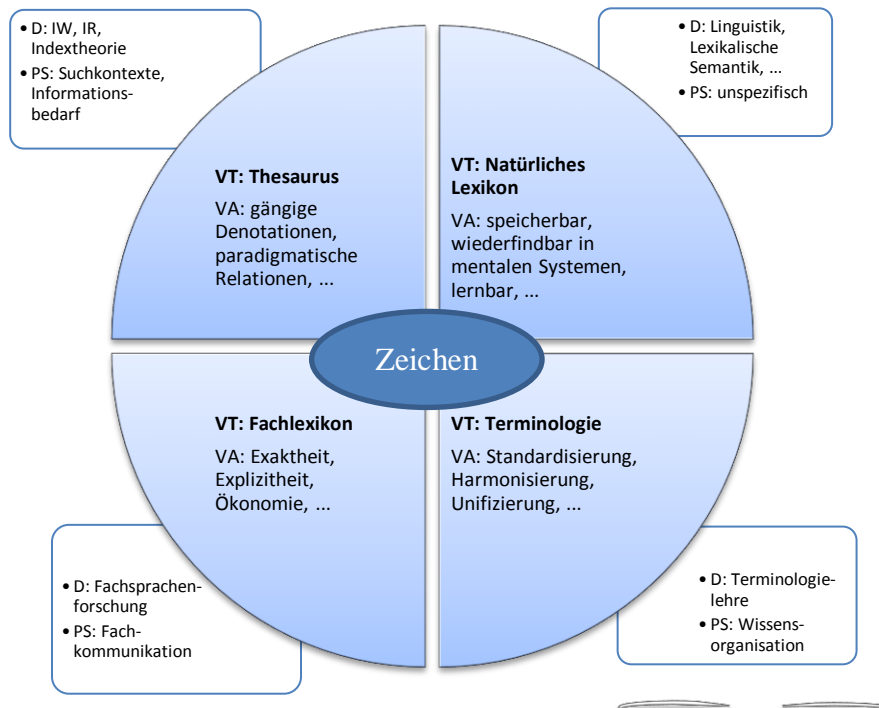 • D: IW, IR,
Indextheorie
• PS: Suchkontexte,
Informations-
bedarf
• D: Linguistik,
Lexikalische
Semantik, ...
• PS: unspezifisch
VT: Thesaurus
VA: gängige
Denotationen,
paradigmatische
Relationen, ...
VT: Natürliches
Lexikon
VA: speicherbar,
wiederfindbar in
mentalen Systemen,
lernbar, ...
Zeichen
VT: Fachlexikon
VA: Exaktheit,
Explizitheit,
Ökonomie, ...
VT: Terminologie
VA: Standardisierung,
Harmonisierung,
Unifizierung, ...
• D: Fachsprachen-
forschung
• PS: Fach-
kommunikation
• D: Terminologie-
lehre
• PS: Wissens-
organisation